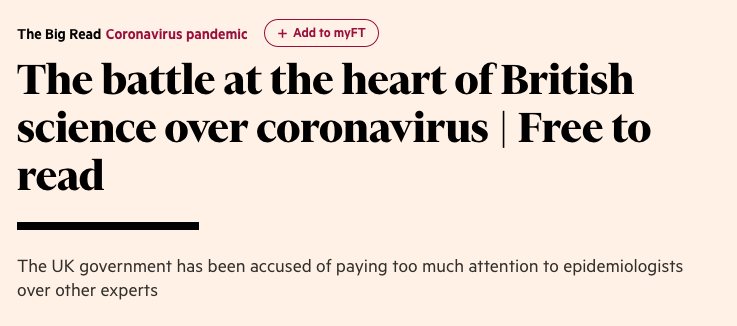 The Big Read Coronavirus pandemic + Add to myFT
The battle at the heart of British
science over coronavirus | Free to
read
The UK government has been accused of paying too much attention to epidemiologists
over other experts